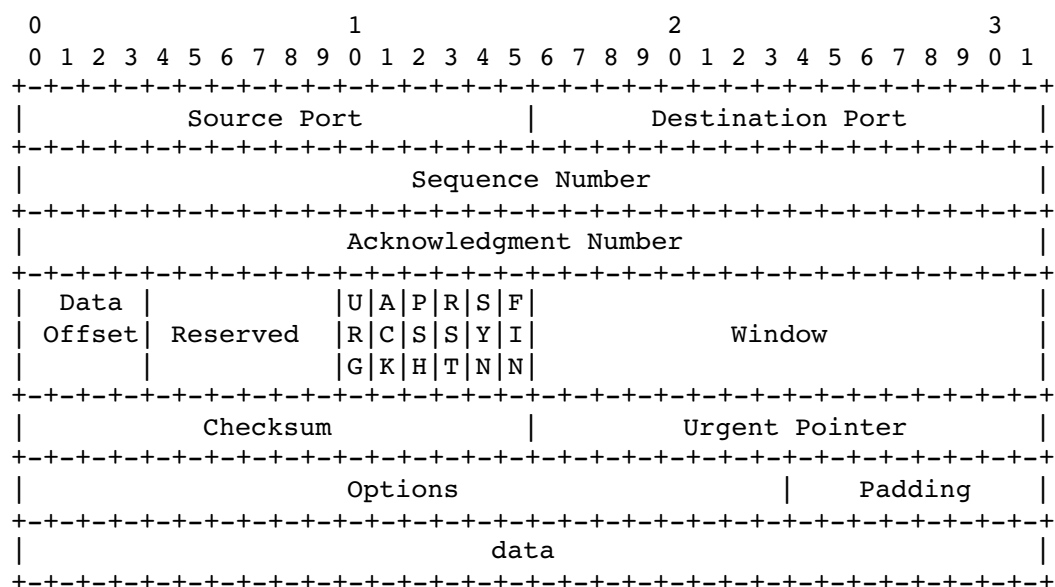 0                   1                   2                   3
 0 1 2 3 4 5 6 7 8 9 0 1 2 3 4 5 6 7 8 9 0 1 2 3 4 5 6 7 8 9 0 1
+-+-+-+-+-+-+-+-+-+-+-+-+-+-+-+-+-+-+-+-+-+-+-+-+-+-+-+-+-+-+-+-+
|          Source Port          |       Destination Port        |
+-+-+-+-+-+-+-+-+-+-+-+-+-+-+-+-+-+-+-+-+-+-+-+-+-+-+-+-+-+-+-+-+
|                        Sequence Number                        |
+-+-+-+-+-+-+-+-+-+-+-+-+-+-+-+-+-+-+-+-+-+-+-+-+-+-+-+-+-+-+-+-+
|                    Acknowledgment Number                      |
+-+-+-+-+-+-+-+-+-+-+-+-+-+-+-+-+-+-+-+-+-+-+-+-+-+-+-+-+-+-+-+-+
|  Data |           |U|A|P|R|S|F|                               |
| Offset| Reserved  |R|C|S|S|Y|I|            Window             |
|       |           |G|K|H|T|N|N|                               |
+-+-+-+-+-+-+-+-+-+-+-+-+-+-+-+-+-+-+-+-+-+-+-+-+-+-+-+-+-+-+-+-+
|           Checksum            |         Urgent Pointer        |
+-+-+-+-+-+-+-+-+-+-+-+-+-+-+-+-+-+-+-+-+-+-+-+-+-+-+-+-+-+-+-+-+
|                    Options                    |    Padding    |
+-+-+-+-+-+-+-+-+-+-+-+-+-+-+-+-+-+-+-+-+-+-+-+-+-+-+-+-+-+-+-+-+
|                             data                              |
+-+-+-+-+-+-+-+-+-+-+-+-+-+-+-+-+-+-+-+-+-+-+-+-+-+-+-+-+-+-+-+-+